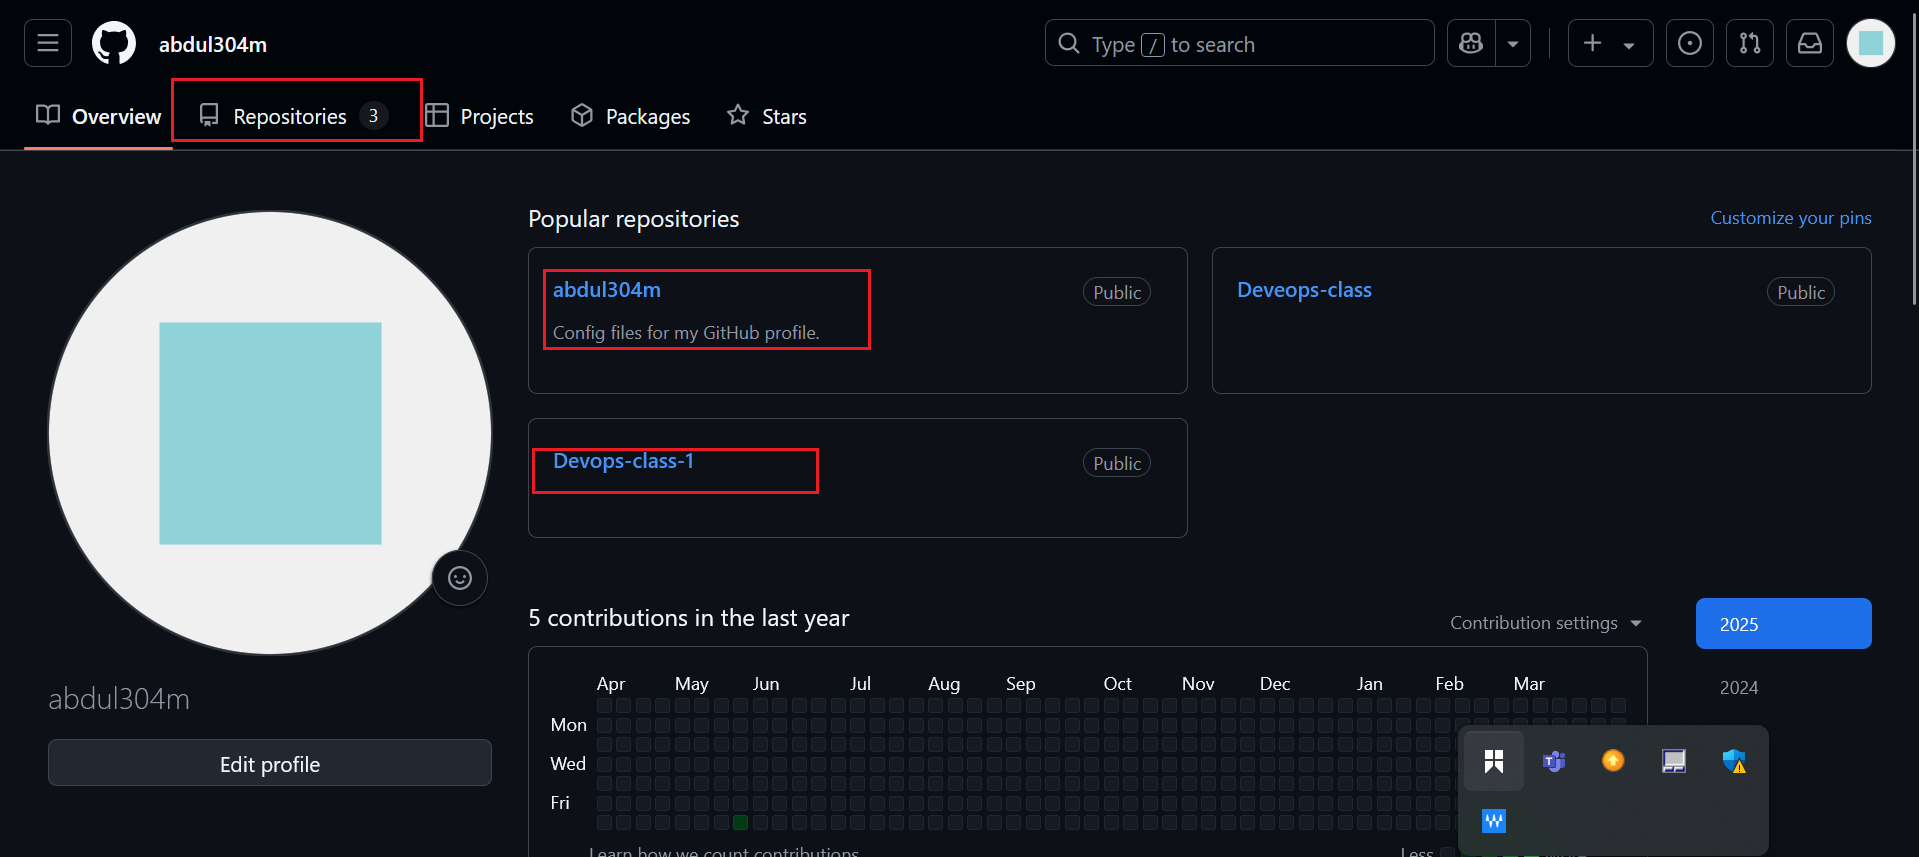 abdul304m
Type / to search
Overview
Repositories 3
Projects
Packages
Stars
Popular repositories
Customize your pins
abdul304m
Public
Config files for my GitHub profile.
Deveops-class
Public
Devops-class-1
Public
abdul304m
Edit profile
5 contributions in the last year
Contribution settings
2025
2024
Apr May Jun Jul Aug Sep Oct Nov Dec Jan Feb Mar
Mon
Wed
Fri
Learn how we count contributions
Less